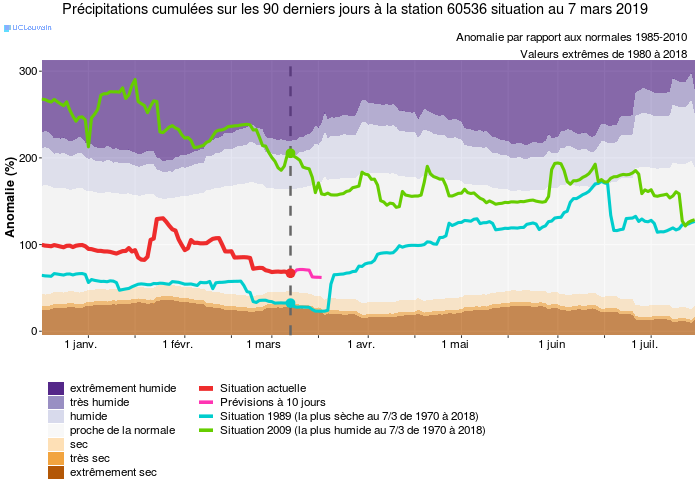 Précipitations cumulées sur les 90 derniers jours à la station 60536 situation au 7 mars 2019
UCLouvain
Anomalie par rapport aux normales 1985-2010
Valeurs extrêmes de 1980 à 2018
Anomalie (%)
300
200
100
0
1 janv.
1 févr.
1 mars
1 avr.
1 mai
1 juin
1 juil.
extrêmement humide
très humide
humide
proche de la normale
sec
très sec
extrêmement sec
Situation actuelle
Prévisions à 10 jours
Situation 1989 (la plus sèche au 7/3 de 1970 à 2018)
Situation 2009 (la plus humide au 7/3 de 1970 à 2018)